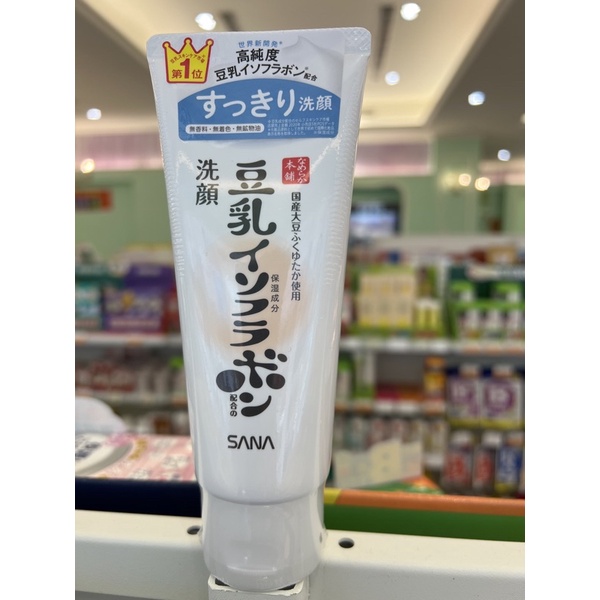 世界新開発※
高純度
豆乳イソフラボン※配合
第1位
すっきり洗顔
無香料・無着色・無鉱物油
なめらか
本舗
国産大豆ふくゆたか使用
洗顔
豆乳イソフラボン
保湿成分
配合の
SANA